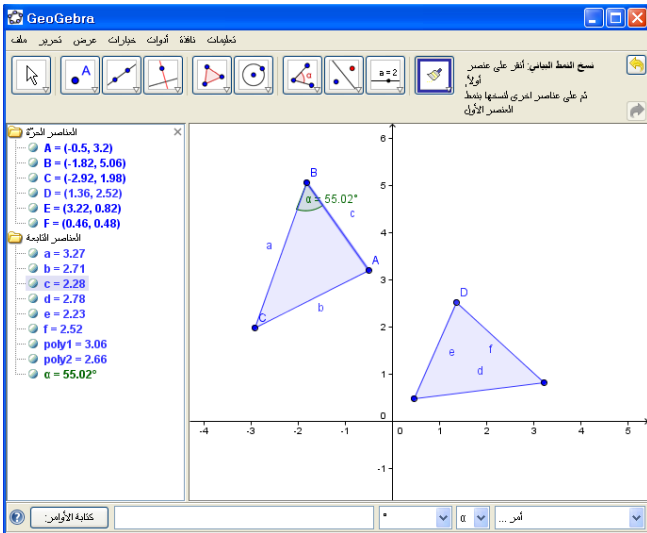 GeoGebra
ملف تحرير عرض خيارات أدوات نافذة تعليمات
A
α
a = 2
نسخ النمط البياني: أنقر على عنصر
أولاً,
ثم على عناصر اخرى لنسخها بنمط
العنصر الأول
العناصر الحرّة
A = (-0.5, 3.2)
B = (-1.82, 5.06)
C = (-2.92, 1.98)
D = (1.36, 2.52)
E = (3.22, 0.82)
F = (0.46, 0.48)
العناصر التابعة
a = 3.27
b = 2.71
c = 2.28
d = 2.78
e = 2.23
f = 2.52
poly1 = 3.06
poly2 = 2.66
α = 55.02°
6
5
4
3
2
1
0
-1
-4 -3 -2 -1 0 1 2 3 4 5
B
α = 55.02°
c
a
A
b
C
D
e
f
d
كتابة الأوامر:
°
α
أمر ...